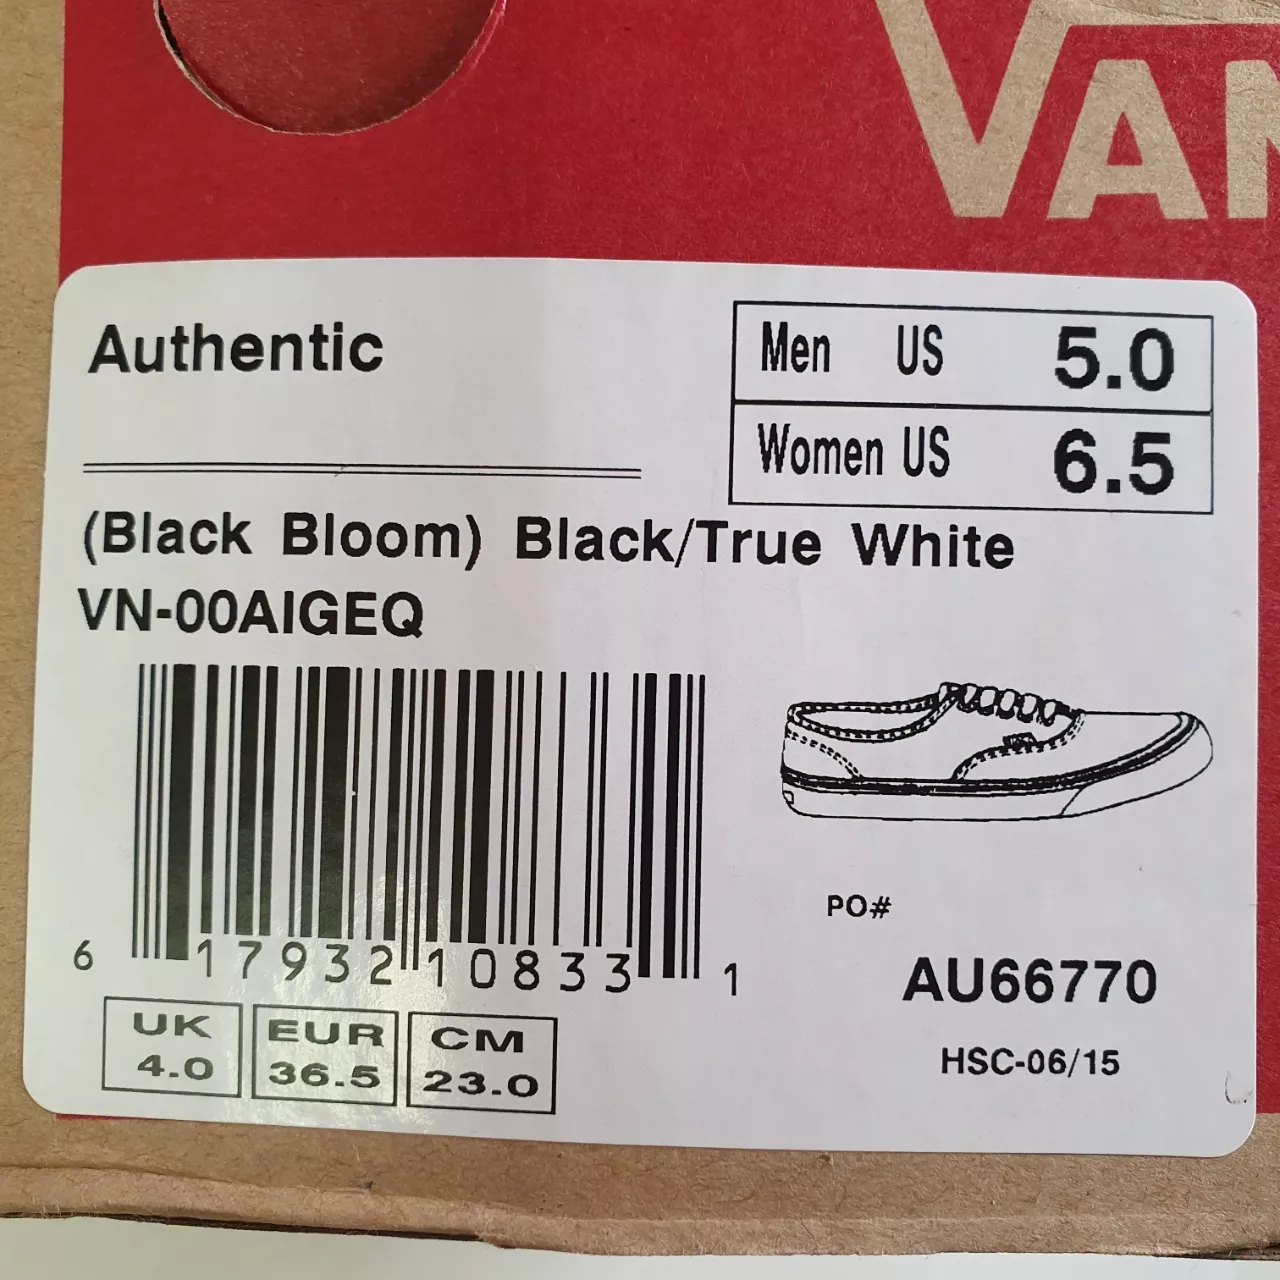 VAN
Authentic
Men US 5.0
Women US 6.5
(Black Bloom) Black/True White
VN-00AIGEQ
6 17932 10833 1
PO#
AU66770
HSC-06/15
UK EUR CM
4.0 36.5 23.0